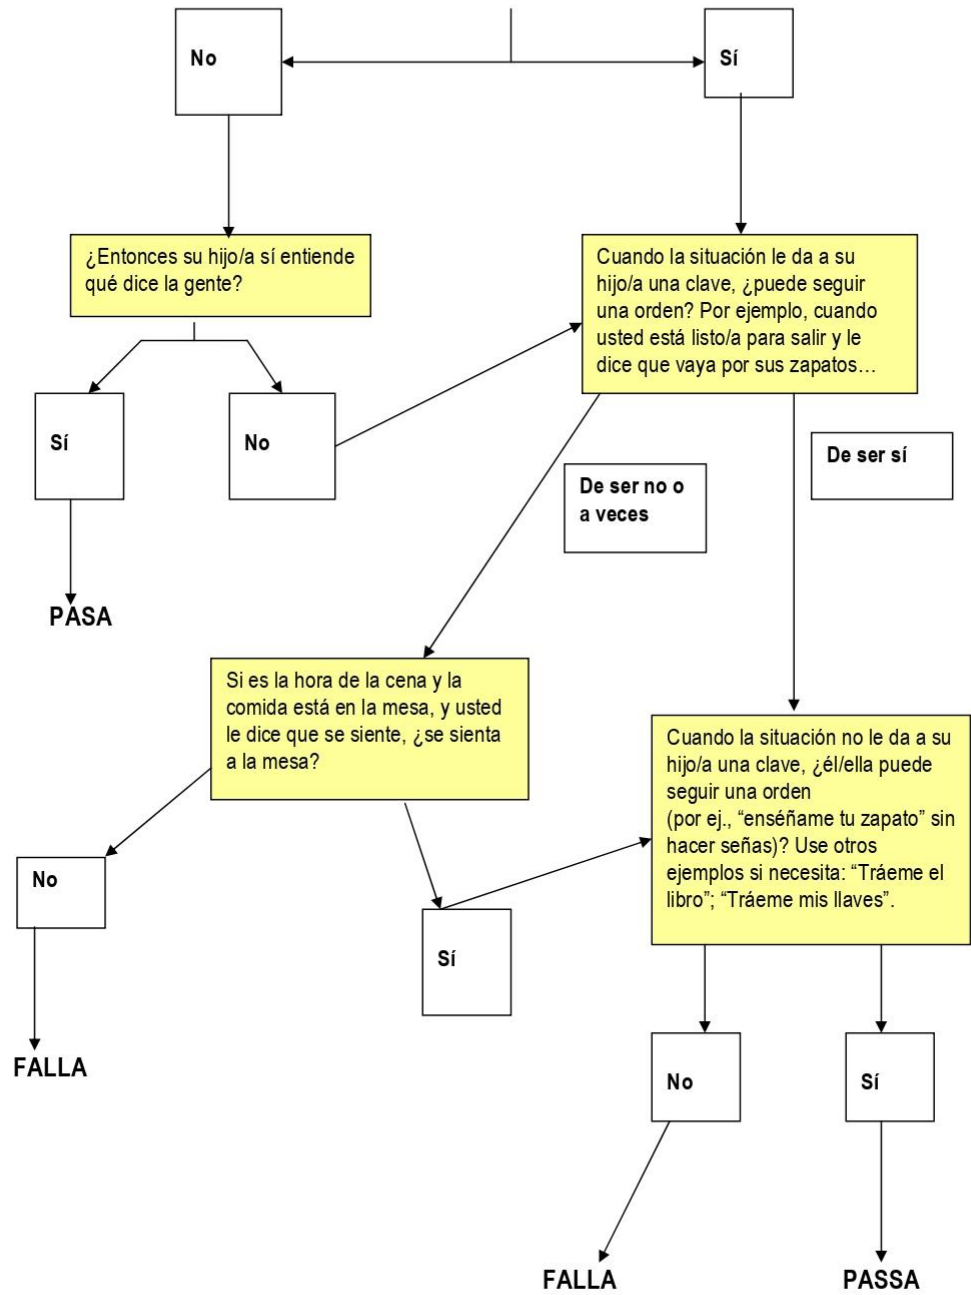 No
Sí
¿Entonces su hijo/a sí entiende
qué dice la gente?
Cuando la situación le da a su
hijo/a una clave, ¿puede seguir
una orden? Por ejemplo, cuando
usted está listo/a para salir y le
dice que vaya por sus zapatos…
Sí
No
De ser no o
a veces
De ser sí
PASA
Si es la hora de la cena y la
comida está en la mesa, y usted
le dice que se siente, ¿se sienta
a la mesa?
Cuando la situación no le da a su
hijo/a una clave, ¿él/ella puede
seguir una orden
(por ej., “enséñame tu zapato” sin
hacer señas)? Use otros
ejemplos si necesita: “Tráeme el
libro”; “Tráeme mis llaves”.
No
Sí
FALLA
No
Sí
FALLA
PASSA